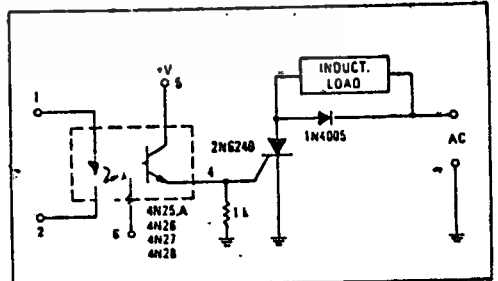 INDUCT.
LOAD
+V
5
1
1N4005
AC
2N6240
4
1k
2
6
4N25,A
4N26
4N27
4N28